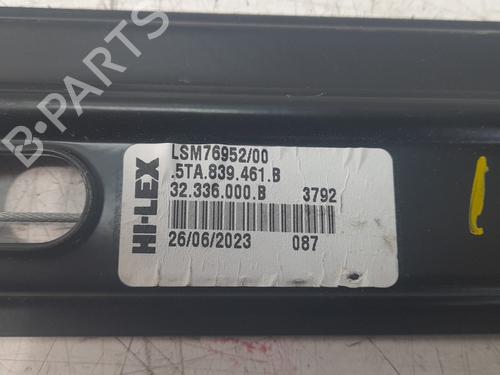 HI-LEX
LSM76952/00
.5TA.839.461.B
32.336.000.B 3792
26/06/2023 087
B-PARTS